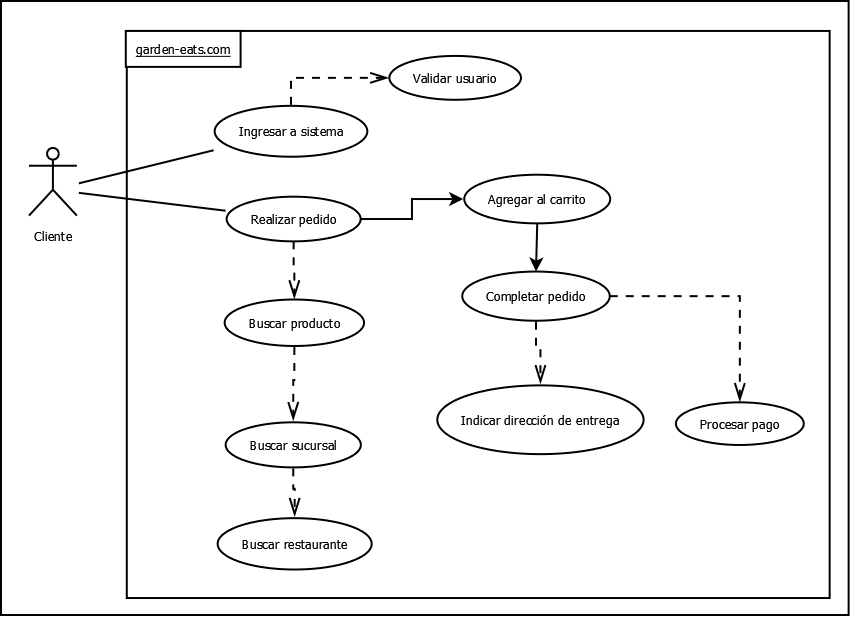 garden-eats.com
Validar usuario
Ingresar a sistema
Cliente
Realizar pedido
Agregar al carrito
Buscar producto
Completar pedido
Buscar sucursal
Indicar dirección de entrega
Procesar pago
Buscar restaurante